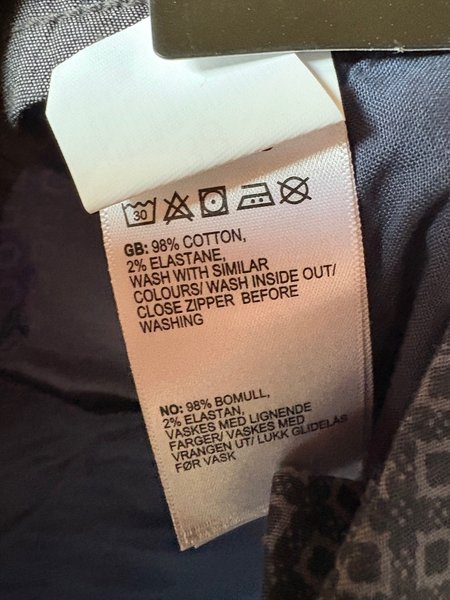 30
GB: 98% COTTON,
2% ELASTANE,
WASH WITH SIMILAR
COLOURS/ WASH INSIDE OUT/
CLOSE ZIPPER BEFORE
WASHING
NO: 98% BOMULL,
2% ELASTAN,
VASKES MED LIGNENDE
FARGER/ VASKES MED
VRANGEN UT/ LUKK GLIDELÅS
FØR VASK